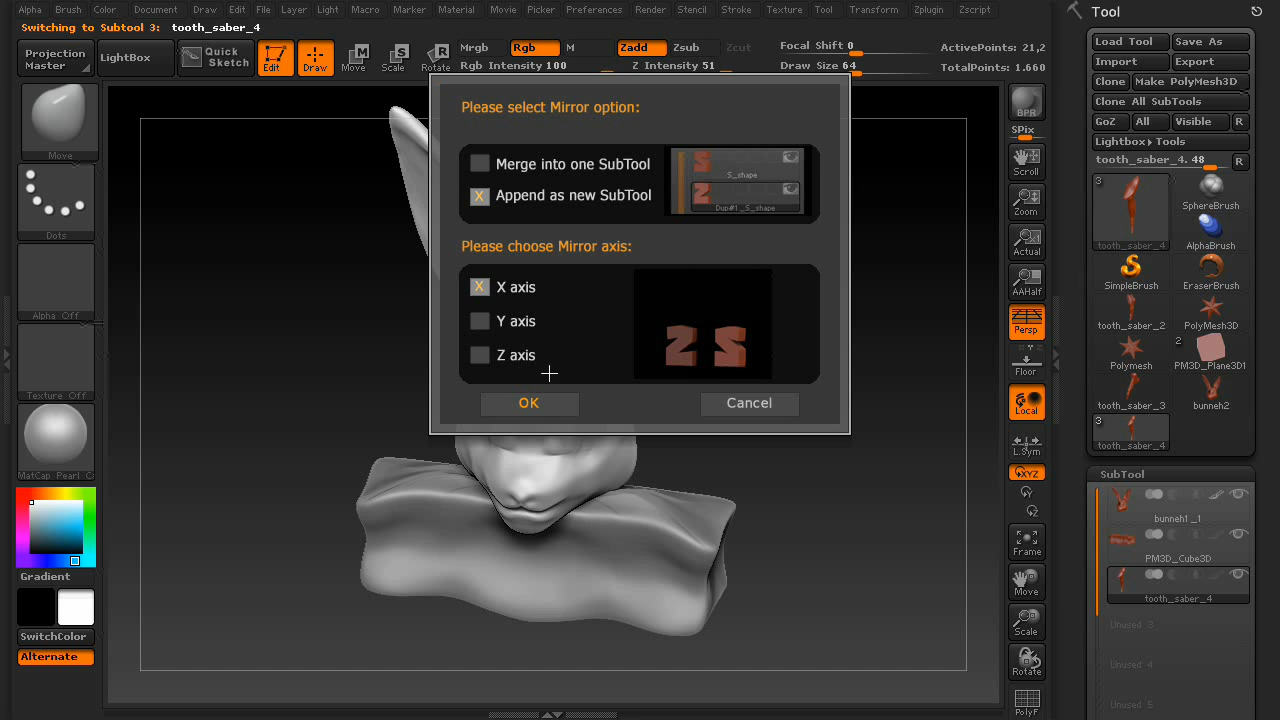 Alpha Brush Color Document Draw Edit File Layer Light Macro Marker Material Movie Picker Preferences Render Stencil Stroke Texture Tool Transform Zplugin Zscript
Switching to Subtool 3: tooth_saber_4
Tool
Projection
Master
LightBox
Quick
Sketch
Edit
Draw
Move
Scale
Rotate
Mrgb Rgb M
Rgb Intensity 100
Zadd Zsub Zcut
Z Intensity 51
Focal Shift 0
Draw Size 64
ActivePoints: 21,2
TotalPoints: 1.660
Load Tool Save As
Import Export
Clone Make PolyMesh3D
Clone All SubTools
GoZ All Visible R
Lightbox▸Tools
tooth_saber_4. 48 R
3
tooth_saber_4
SphereBrush
AlphaBrush
SimpleBrush
EraserBrush
tooth_saber_2
PolyMesh3D
Polymesh
2
PM3D_Plane3D1
tooth_saber_3
bunneh2
3
tooth_saber_4
SubTool
bunneh1_1
PM3D_Cube3D
tooth_saber_4
Unused 3
Unused 4
Unused 5
Move
Dots
Alpha Off
Texture Off
MatCap Pearl Ca
Gradient
SwitchColor
Alternate
Please select Mirror option:
Merge into one SubTool
X Append as new SubTool
S_shape
Dup#1_S_shape
Please choose Mirror axis:
X X axis
Y axis
Z axis
OK
Cancel
BPR
SPix
Scroll
Zoom
Actual
AAHalf
Persp
X Y Z
Floor
Local
L.Sym
XYZ
Y
Z
Frame
Move
Scale
Rotate
PolyF